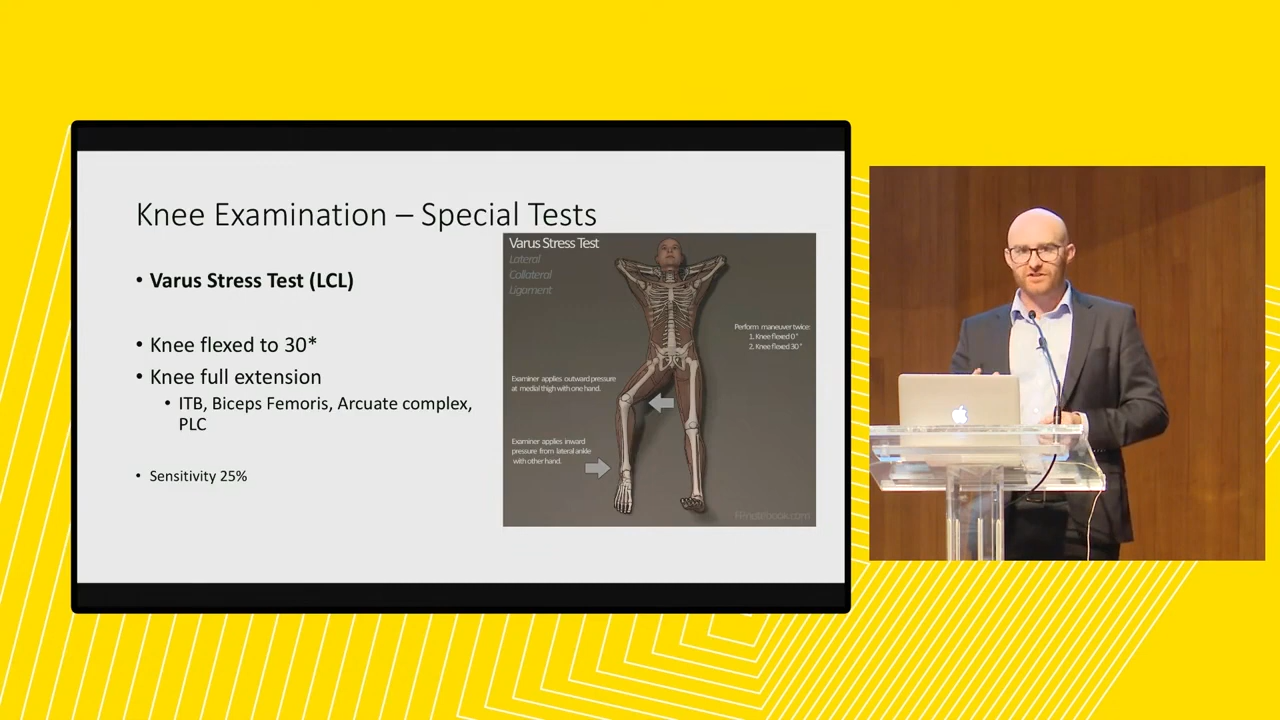 Knee Examination – Special Tests
• Varus Stress Test (LCL)
• Knee flexed to 30*
• Knee full extension
• ITB, Biceps Femoris, Arcuate complex,
PLC
• Sensitivity 25%
Varus Stress Test
Lateral
Collateral
Ligament
Perform maneuver twice:
1. Knee flexed 0°
2. Knee flexed 30°
Examiner applies outward pressure
at medial thigh with one hand.
Examiner applies inward
pressure from lateral ankle
with other hand.
FPnotebook.com